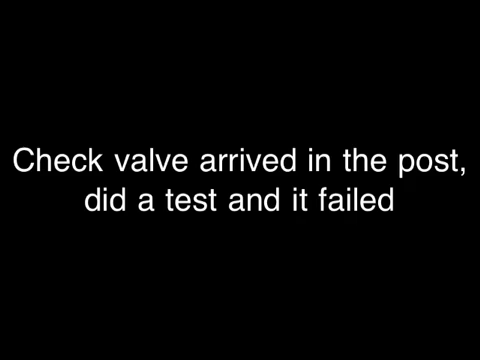 Check valve arrived in the post,
did a test and it failed